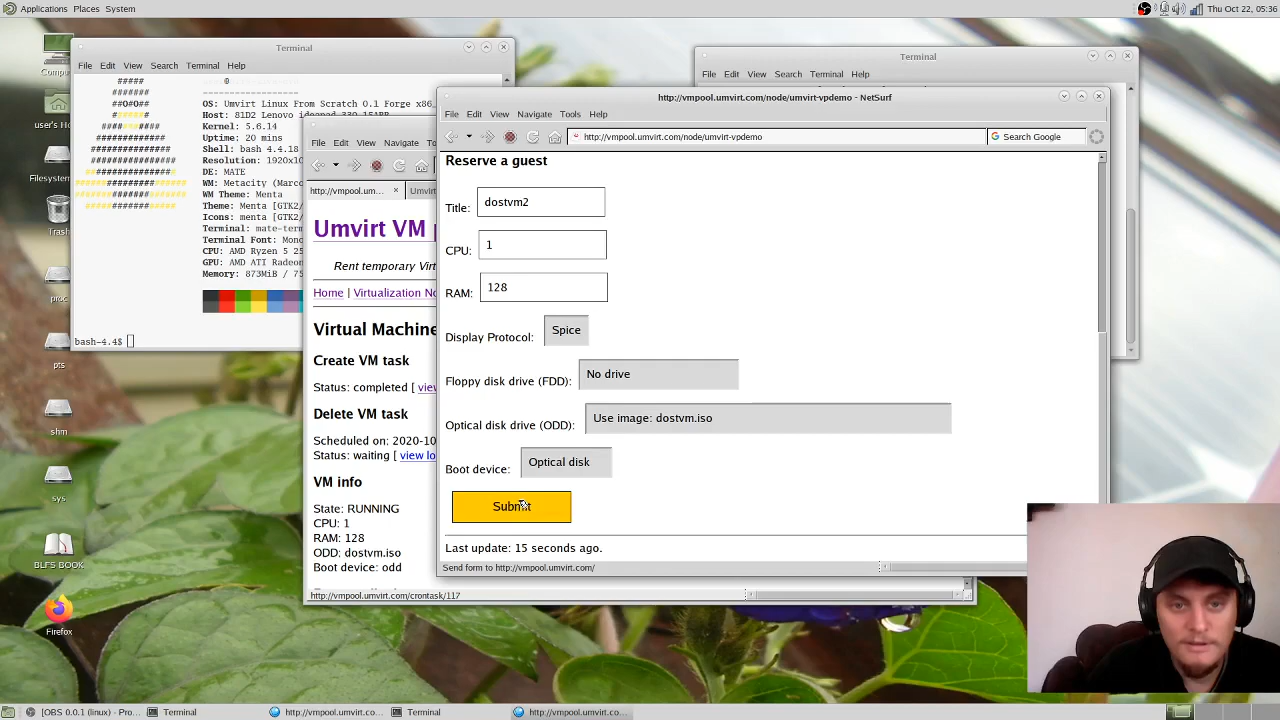 Applications Places System
Thu Oct 22, 05:36
Computer
user's Home
Filesystem
Trash
proc
pts
shm
sys
BLFS BOOK
Firefox
Terminal
File Edit View Search Terminal Help
#####
#######
##O#O##
#######
###########
#############
###############
################
#################
#####################
#####################
#################
@
------------------
OS: Umvirt Linux From Scratch 0.1 Forge x86_
Host: 81D2 Lenovo ideapad 330-15ARR
Kernel: 5.6.14
Uptime: 20 mins
Shell: bash 4.4.18
Resolution: 1920x10
DE: MATE
WM: Metacity (Marco
WM Theme: Menta
Theme: Menta [GTK2/
Icons: menta [GTK2/
Terminal: mate-term
Terminal Font: Mono
CPU: AMD Ryzen 5 25
GPU: AMD ATI Radeon
Memory: 873MiB / 75
bash-4.4$
Terminal
File Edit View Search Terminal Help
File Edit View Navigate
http://vmpool.um...
Umvirt
Umvirt VM
Rent temporary Virt
Home | Virtualization No
Virtual Machine
Create VM task
Status: completed [ view
Delete VM task
Scheduled on: 2020-10
Status: waiting [ view lo
VM info
State: RUNNING
CPU: 1
RAM: 128
ODD: dostvm.iso
Boot device: odd
http://vmpool.umvirt.com/crontask/117
http://vmpool.umvirt.com/node/umvirt-vpdemo - NetSurf
File Edit View Navigate Tools Help
http://vmpool.umvirt.com/node/umvirt-vpdemo
Search Google
Reserve a guest
Title: dostvm2
CPU: 1
RAM: 128
Display Protocol: Spice
Floppy disk drive (FDD): No drive
Optical disk drive (ODD): Use image: dostvm.iso
Boot device: Optical disk
Submit
Last update: 15 seconds ago.
Send form to http://vmpool.umvirt.com/
[OBS 0.0.1 (linux) - Pro...
Terminal
http://vmpool.umvirt.co...
Terminal
http://vmpool.umvirt.co...